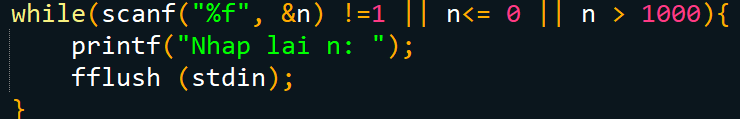 while(scanf("%f", &n) !=1 || n<= 0 || n > 1000){
    printf("Nhap lai n: ");
    fflush (stdin);
}